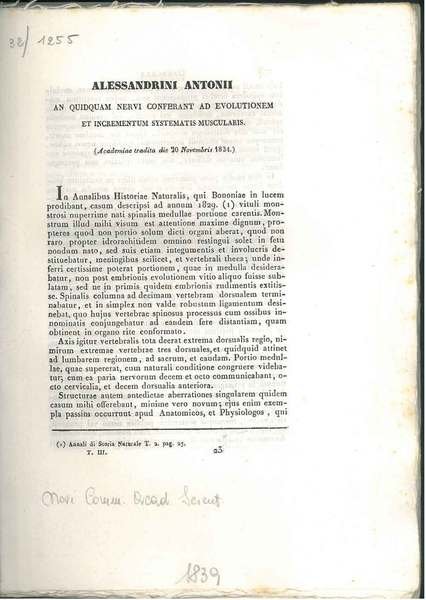 32/ 1255
ALESSANDRINI ANTONII
AN QUIDQUAM NERVI CONFERANT AD EVOLUTIONEM
ET INCREMENTUM SYSTEMATIS MUSCULARIS.
(Academiae tradita die 20 Novembris 1834.)
In Annalibus Historiae Naturalis, qui Bononiae in lucem
prodibant, casum descripsi ad annum 1829. (1) vituli mon-
strosi nuperrime nati spinalis medullae portione carentis. Mon-
strum illud mihi visum est attentione maxime dignum, pro-
pterea quod non portio solum dicti organi aberat, quod non
raro propter idrorachitidem omnino restingui solet in fetu
nondum nato, sed suis etiam integumentis et involucris de-
stituebatur, meningibus scilicet, et vertebrali theca; unde in-
ferri certissime poterat portionem, quae in medulla desidera-
batur, non post embrionis evolutionem vitio aliquo fuisse sub-
latam, sed ne in primis quidem embrionis rudimentis extitis-
se. Spinalis columna ad decimam vertebram dorsualem termi-
nabatur, et in simplex non valde robustum ligamentum desi-
nebat, quo hujus vertebrae spinosus processus cum ossibus in-
nominatis conjungebatur ad eandem fere distantiam, quam
obtinent in organo rite conformato.
Axis igitur vertebralis tota deerat extrema dorsualis regio, ni-
mirum extremae vertebrae tres dorsuales, et quidquid attinet
ad lumbarem regionem, ad sacrum, et caudam. Portio medul-
lae, quae supererat, cum naturali conditione congruere videba-
tur; cum ea paria nervorum decem et octo communicabant, o-
cto cervicalia, et decem dorsualia anteriora.
Structurae autem antedictae aberrationes singularem quidem
casum mihi offerebant, minime vero novum; ejus enim exem-
pla passim occurrunt apud Anatomicos, et Physiologos, qui
(1) Annali di Storia Naturale T. 2. pag. 27.
T. III. 23
Novi Comm. Acad. Scient.
1839